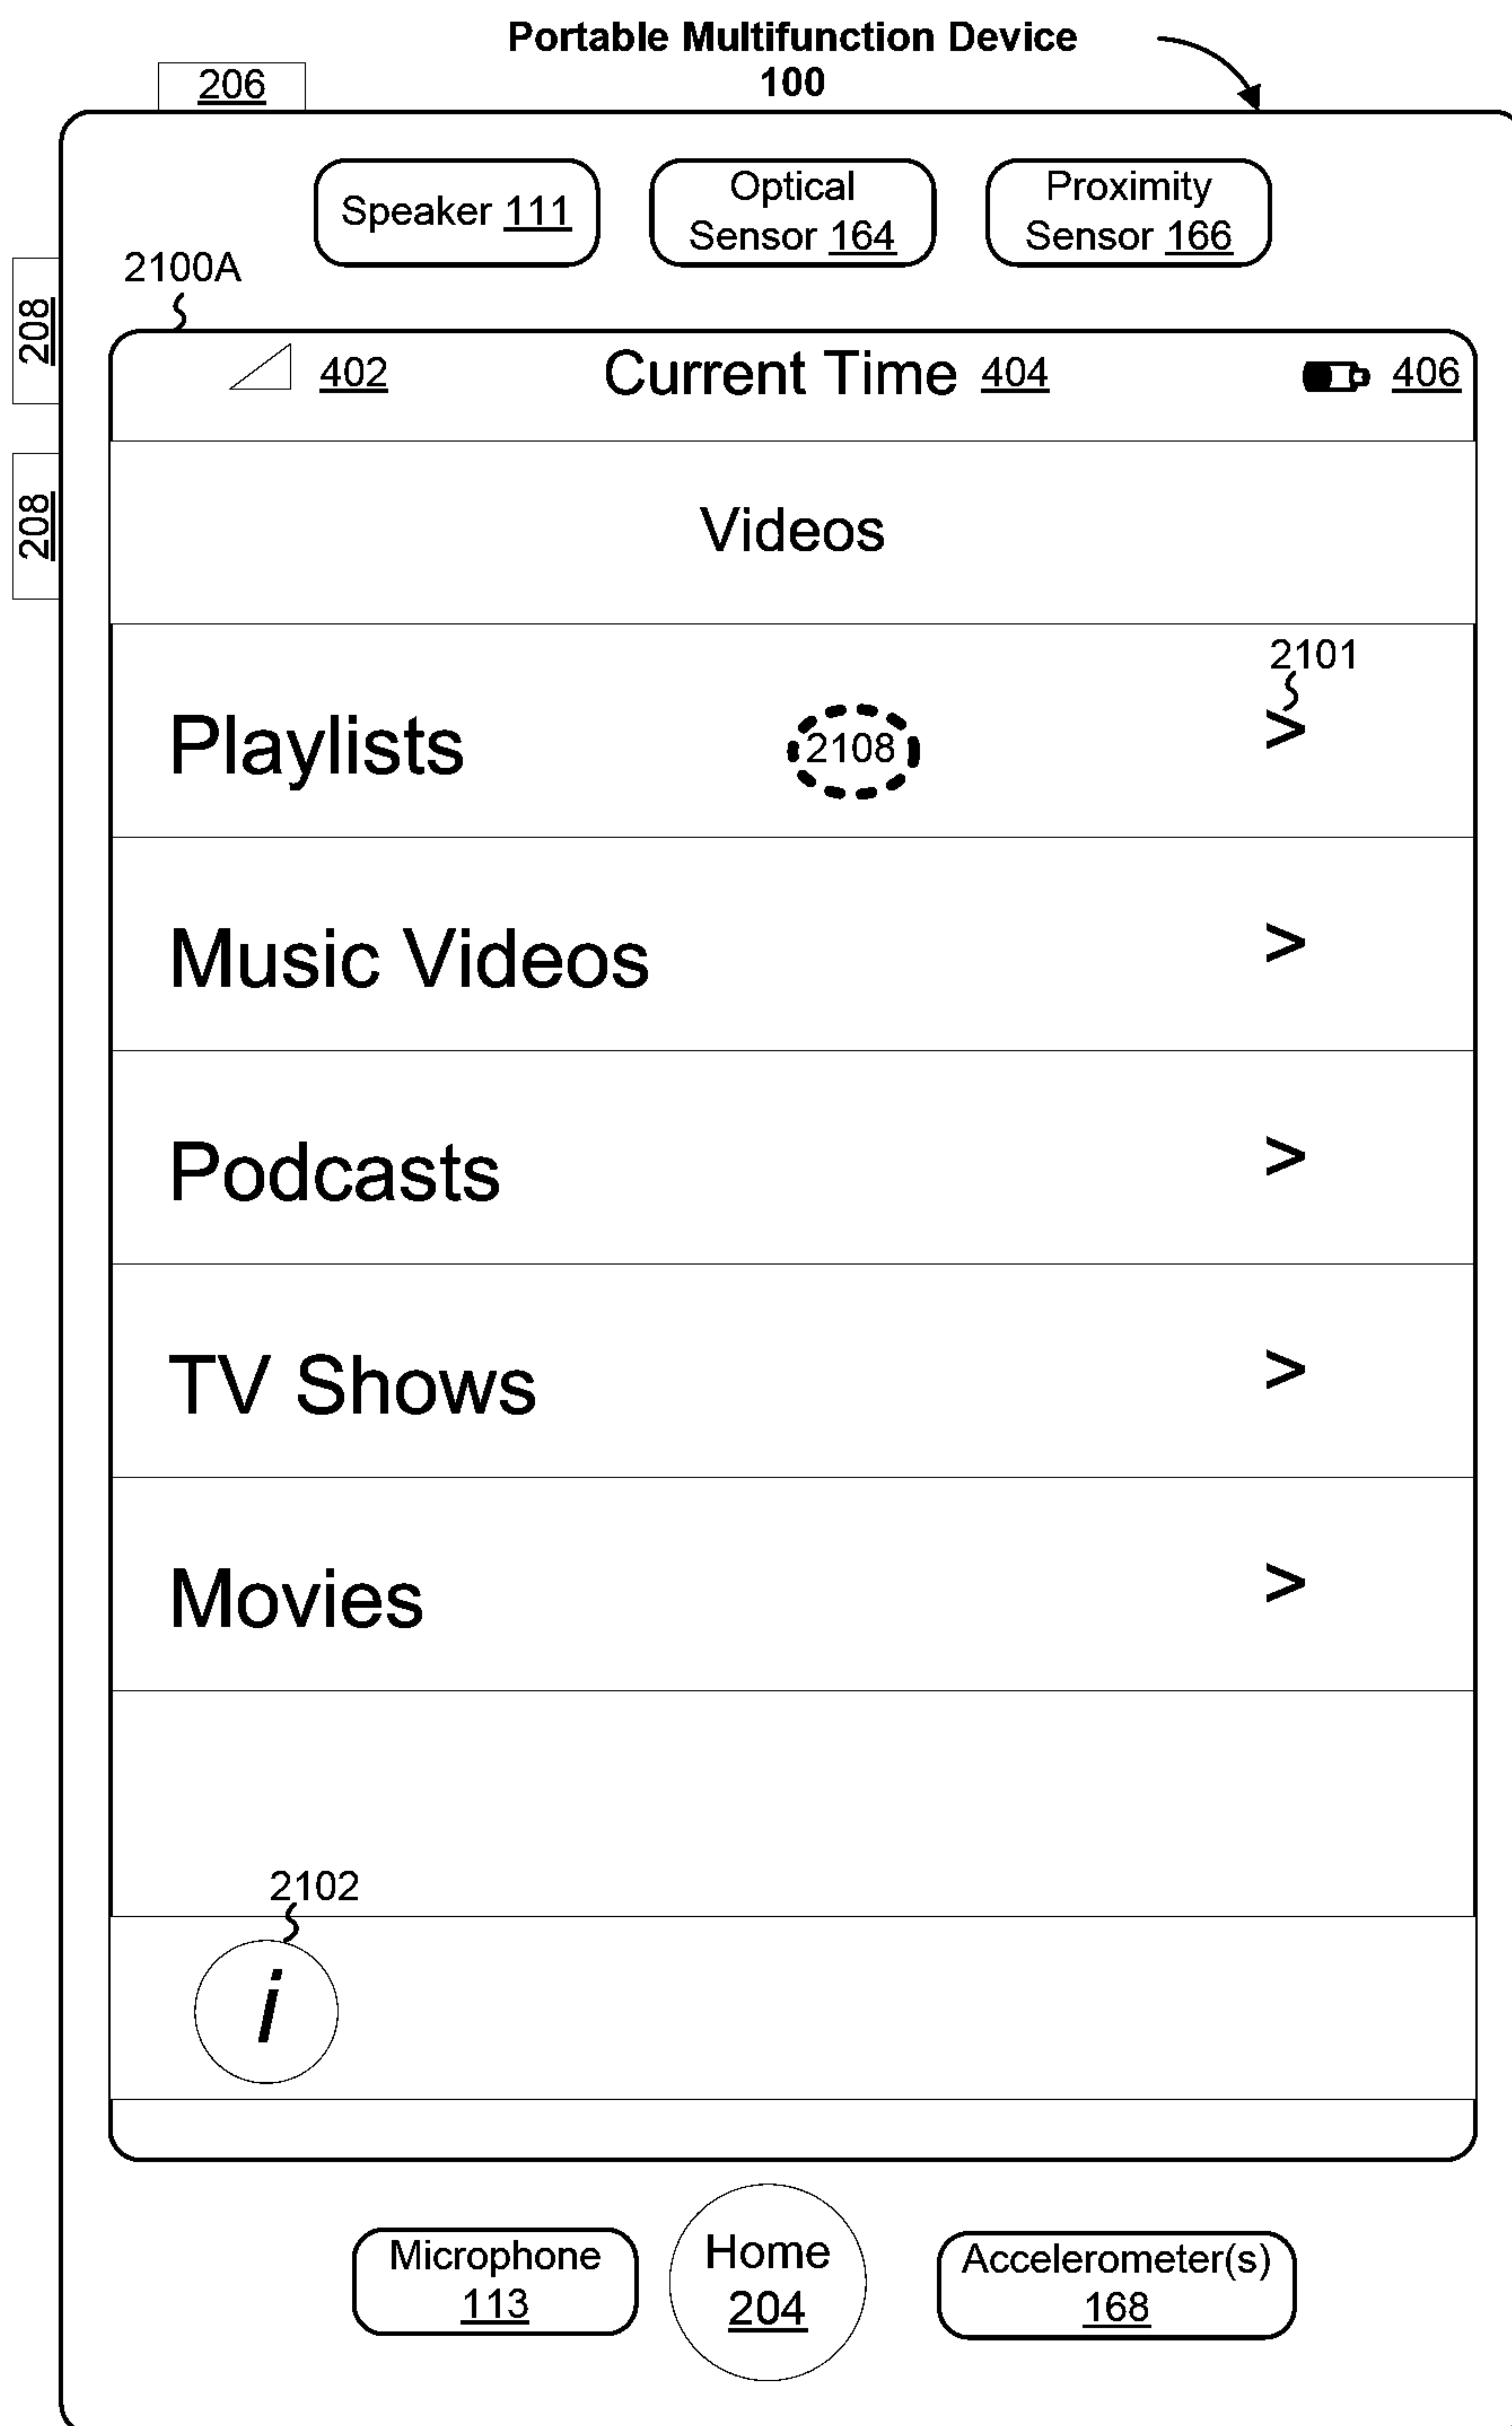 Portable Multifunction Device
100
206
Speaker 111
Optical
Sensor 164
Proximity
Sensor 166
2100A
208
208
402
Current Time 404
406
Videos
2101
Playlists
2108
>
Music Videos
>
Podcasts
>
TV Shows
>
Movies
>
2102
i
Microphone
113
Home
204
Accelerometer(s)
168